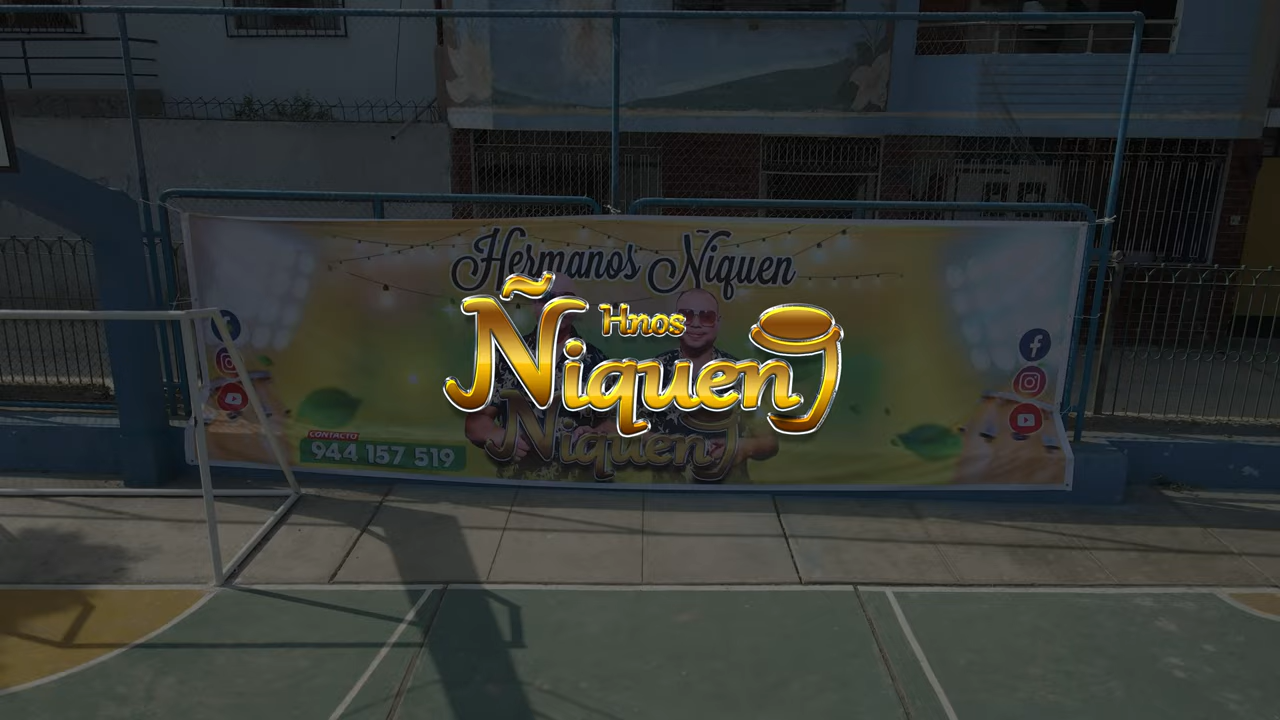 Hermanos Ñiquen
Hnos
Ñiquen
CONTACTO
944 157 519
Ñiquen